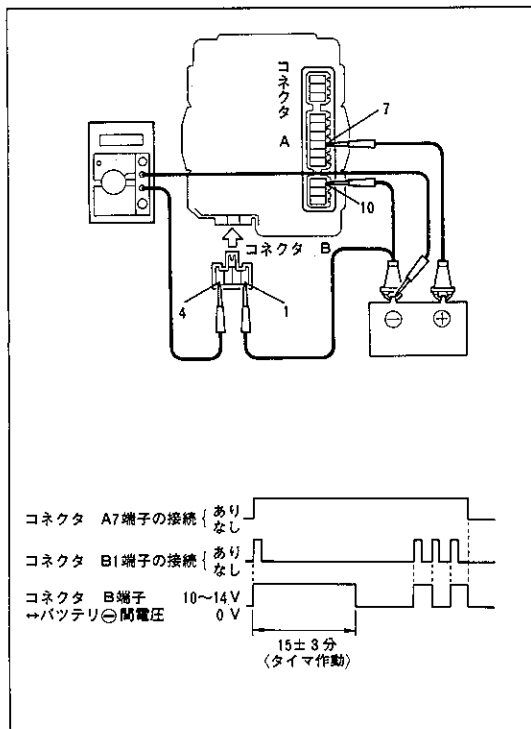 コネクタ A
7
10
コネクタ B
4
1
⊖ ⊕
コネクタ A7端子の接続 { あり なし
コネクタ B1端子の接続 { あり なし
コネクタ B端子 10〜14V
↔バッテリ⊖間電圧 0 V
15±3分
(タイマ作動)